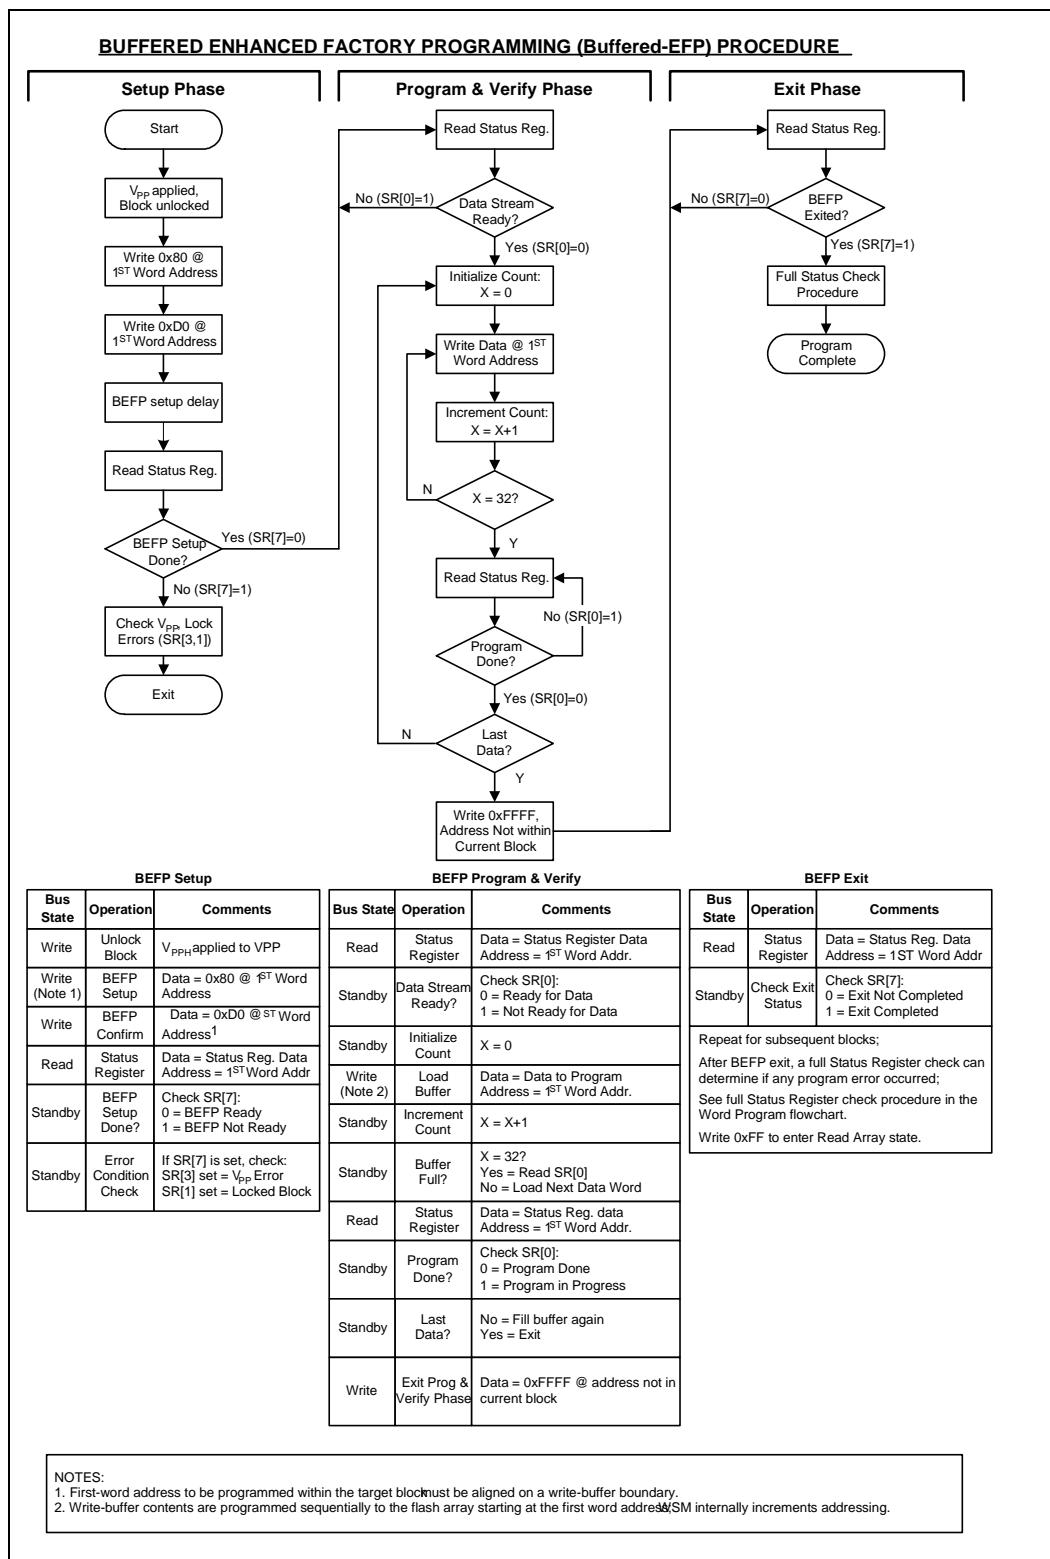 BUFFERED ENHANCED FACTORY PROGRAMMING (Buffered-EFP) PROCEDURE
Setup Phase
Start
VPP applied,
Block unlocked
Write 0x80 @
1ST Word Address
Write 0xD0 @
1ST Word Address
BEFP setup delay
Read Status Reg.
BEFP Setup
Done?
Yes (SR[7]=0)
No (SR[7]=1)
Check VPP, Lock
Errors (SR[3,1])
Exit
Program & Verify Phase
Read Status Reg.
No (SR[0]=1)
Data Stream
Ready?
Yes (SR[0]=0)
Initialize Count:
X = 0
Write Data @ 1ST
Word Address
Increment Count:
X = X+1
N
X = 32?
Y
Read Status Reg.
No (SR[0]=1)
Program
Done?
Yes (SR[0]=0)
N
Last
Data?
Y
Write 0xFFFF,
Address Not within
Current Block
Exit Phase
Read Status Reg.
No (SR[7]=0)
BEFP
Exited?
Yes (SR[7]=1)
Full Status Check
Procedure
Program
Complete
BEFP Setup
Bus
State
Operation
Comments
Write
Unlock
Block
VPPH applied to VPP
Write
(Note 1)
BEFP
Setup
Data = 0x80 @ 1ST Word
Address
Write
BEFP
Confirm
Data = 0xD0 @ ST Word
Address1
Read
Status
Register
Data = Status Reg. Data
Address = 1ST Word Addr
Standby
BEFP
Setup
Done?
Check SR[7]:
0 = BEFP Ready
1 = BEFP Not Ready
Standby
Error
Condition
Check
If SR[7] is set, check:
SR[3] set = VPP Error
SR[1] set = Locked Block
BEFP Program & Verify
Bus State
Operation
Comments
Read
Status
Register
Data = Status Register Data
Address = 1ST Word Addr.
Standby
Data Stream
Ready?
Check SR[0]:
0 = Ready for Data
1 = Not Ready for Data
Standby
Initialize
Count
X = 0
Write
(Note 2)
Load
Buffer
Data = Data to Program
Address = 1ST Word Addr.
Standby
Increment
Count
X = X+1
Standby
Buffer
Full?
X = 32?
Yes = Read SR[0]
No = Load Next Data Word
Read
Status
Register
Data = Status Reg. data
Address = 1ST Word Addr.
Standby
Program
Done?
Check SR[0]:
0 = Program Done
1 = Program in Progress
Standby
Last
Data?
No = Fill buffer again
Yes = Exit
Write
Exit Prog &
Verify Phase
Data = 0xFFFF @ address not in
current block
BEFP Exit
Bus
State
Operation
Comments
Read
Status
Register
Data = Status Reg. Data
Address = 1ST Word Addr
Standby
Check Exit
Status
Check SR[7]:
0 = Exit Not Completed
1 = Exit Completed
Repeat for subsequent blocks;
After BEFP exit, a full Status Register check can
determine if any program error occurred;
See full Status Register check procedure in the
Word Program flowchart.
Write 0xFF to enter Read Array state.
NOTES:
1. First-word address to be programmed within the target block must be aligned on a write-buffer boundary.
2. Write-buffer contents are programmed sequentially to the flash array starting at the first word address; WSM internally increments addressing.